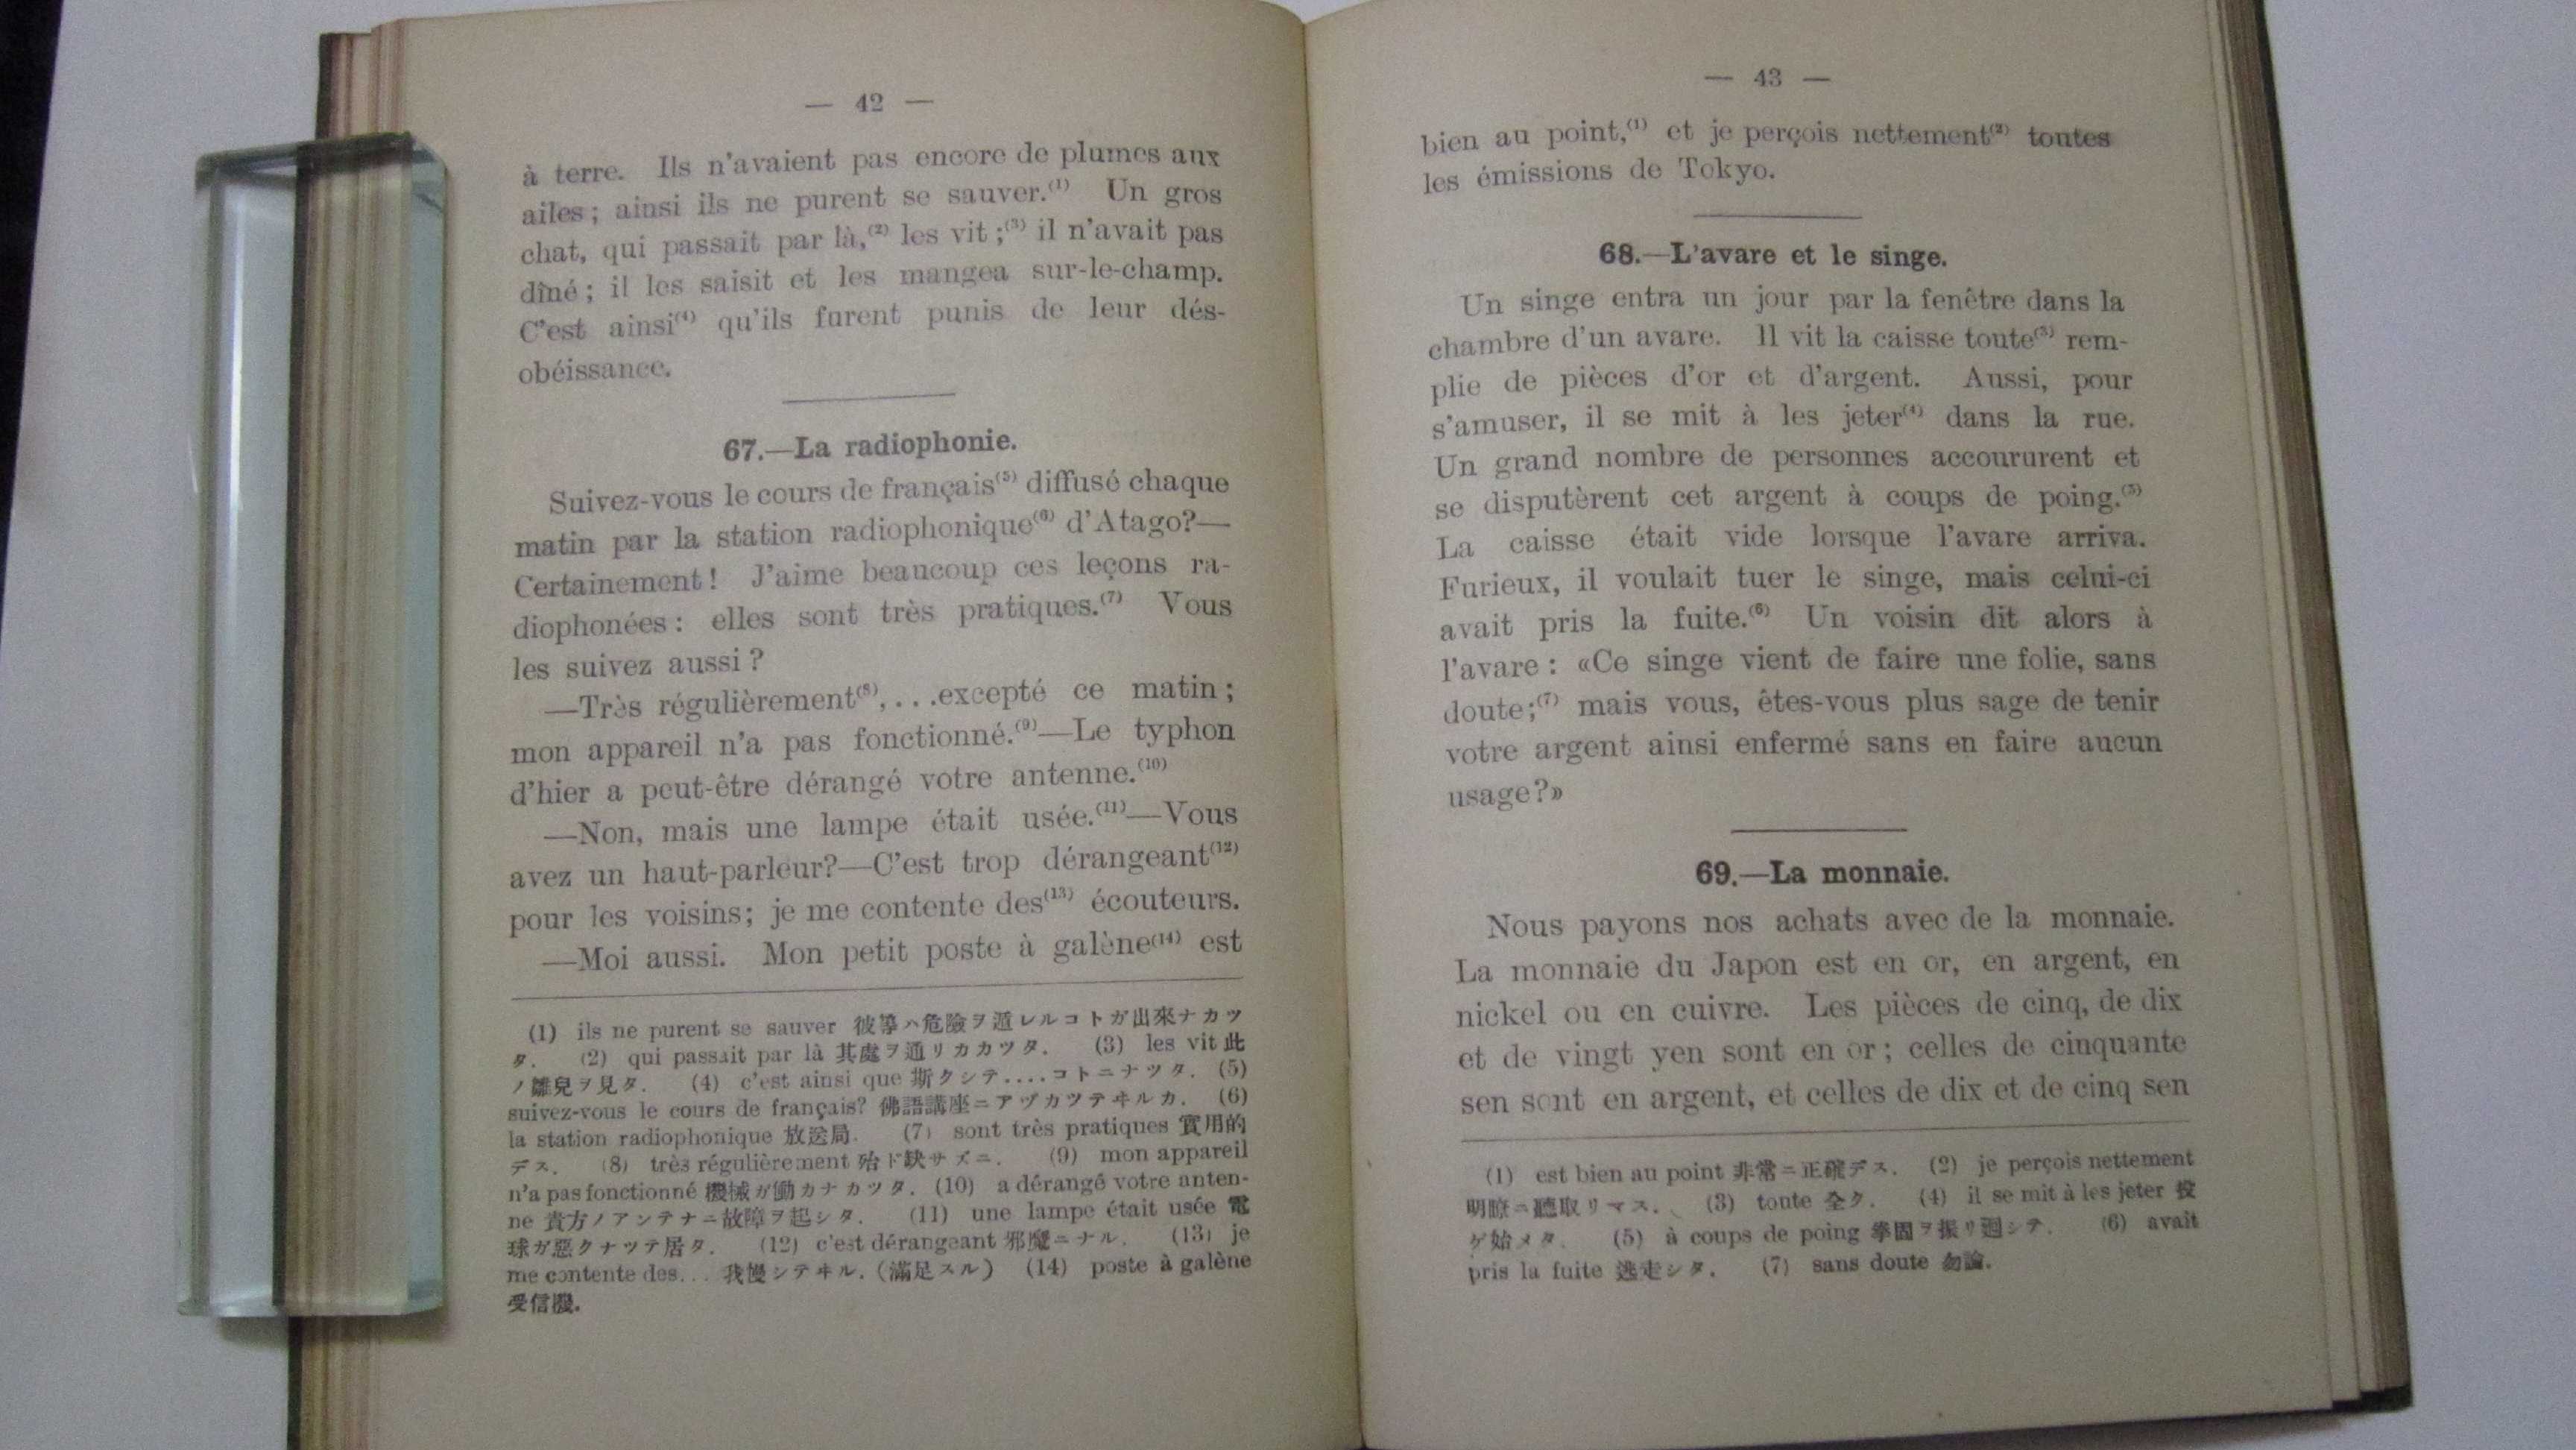 — 42 —
à terre. Ils n'avaient pas encore de plumes aux
ailes; ainsi ils ne purent se sauver.(1) Un gros
chat, qui passait par là,(2) les vit;(3) il n'avait pas
dîné; il les saisit et les mangea sur-le-champ.
C'est ainsi(4) qu'ils furent punis de leur dés-
obéissance.
67.—La radiophonie.
Suivez-vous le cours de français(5) diffusé chaque
matin par la station radiophonique(6) d'Atago?—
Certainement! J'aime beaucoup ces leçons ra-
diophonées: elles sont très pratiques.(7) Vous
les suivez aussi?
—Très régulièrement(8),...excepté ce matin;
mon appareil n'a pas fonctionné.(9)—Le typhon
d'hier a peut-être dérangé votre antenne.(10)
—Non, mais une lampe était usée.(11)—Vous
avez un haut-parleur?—C'est trop dérangeant(12)
pour les voisins; je me contente des(13) écouteurs.
—Moi aussi. Mon petit poste à galène(14) est
(1) ils ne purent se sauver 彼等ハ危險ヲ遁レルコトガ出來ナカツ
タ. (2) qui passait par là 其處ヲ通リカカツタ. (3) les vit 此
ノ雛兒ヲ見タ. (4) c'est ainsi que 斯クシテ....コトニナツタ. (5)
suivez-vous le cours de français? 佛語講座ニアヅカツテヰルカ. (6)
la station radiophonique 放送局. (7) sont très pratiques 實用的
デス. (8) très régulièrement 殆ド缺サズニ. (9) mon appareil
n'a pas fonctionné 機械ガ働カナカツタ. (10) a dérangé votre anten-
ne 貴方ノアンテナニ故障ヲ起シタ. (11) une lampe était usée 電
球ガ惡クナツテ居タ. (12) c'est dérangeant 邪魔ニナル. (13) je
me contente des... 我慢シテヰル.(滿足スル) (14) poste à galène
受信機.
— 43 —
bien au point,(1) et je perçois nettement(2) toutes
les émissions de Tokyo.
68.—L'avare et le singe.
Un singe entra un jour par la fenêtre dans la
chambre d'un avare. Il vit la caisse toute(3) rem-
plie de pièces d'or et d'argent. Aussi, pour
s'amuser, il se mit à les jeter(4) dans la rue.
Un grand nombre de personnes accoururent et
se disputèrent cet argent à coups de poing.(5)
La caisse était vide lorsque l'avare arriva.
Furieux, il voulait tuer le singe, mais celui-ci
avait pris la fuite.(6) Un voisin dit alors à
l'avare: «Ce singe vient de faire une folie, sans
doute;(7) mais vous, êtes-vous plus sage de tenir
votre argent ainsi enfermé sans en faire aucun
usage?»
69.—La monnaie.
Nous payons nos achats avec de la monnaie.
La monnaie du Japon est en or, en argent, en
nickel ou en cuivre. Les pièces de cinq, de dix
et de vingt yen sont en or; celles de cinquante
sen sont en argent, et celles de dix et de cinq sen
(1) est bien au point 非常ニ正確デス. (2) je perçois nettement
明瞭ニ聽取リマス. (3) toute 全ク. (4) il se mit à les jeter 投
ゲ始メタ. (5) à coups de poing 拳固ヲ振リ廻シテ. (6) avait
pris la fuite 逃走シタ. (7) sans doute 勿論.